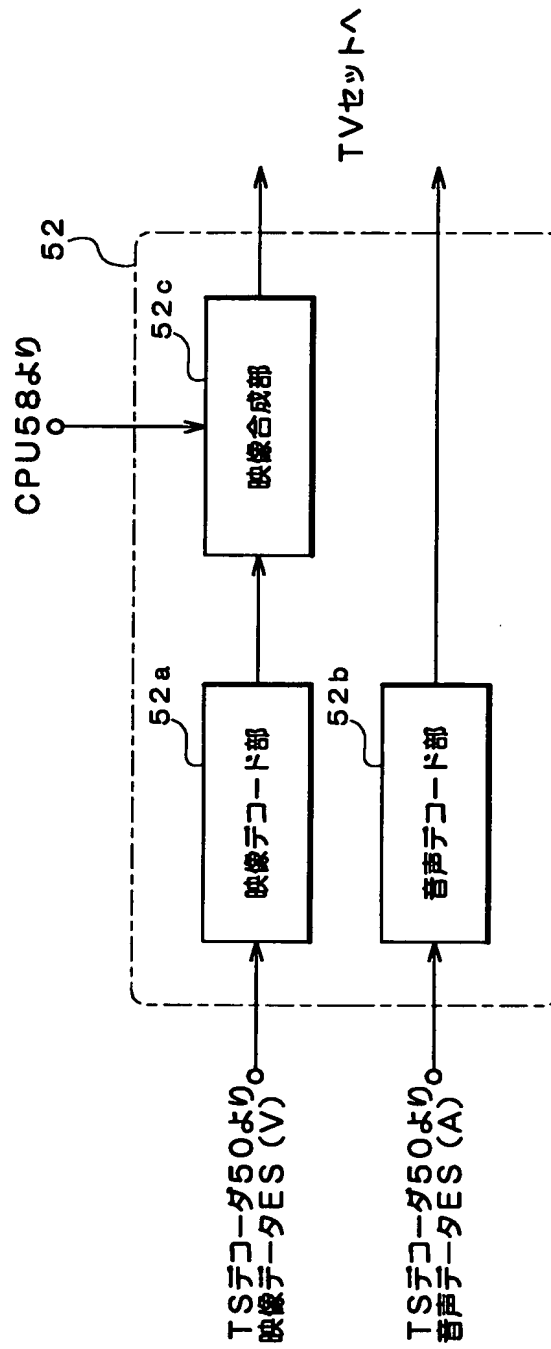 CPU58より
52
52c
映像合成部
TVセットへ
52a
映像デコード部
52b
音声デコード部
TSデコーダ50より
映像データES(V)
TSデコーダ50より
音声データES(A)